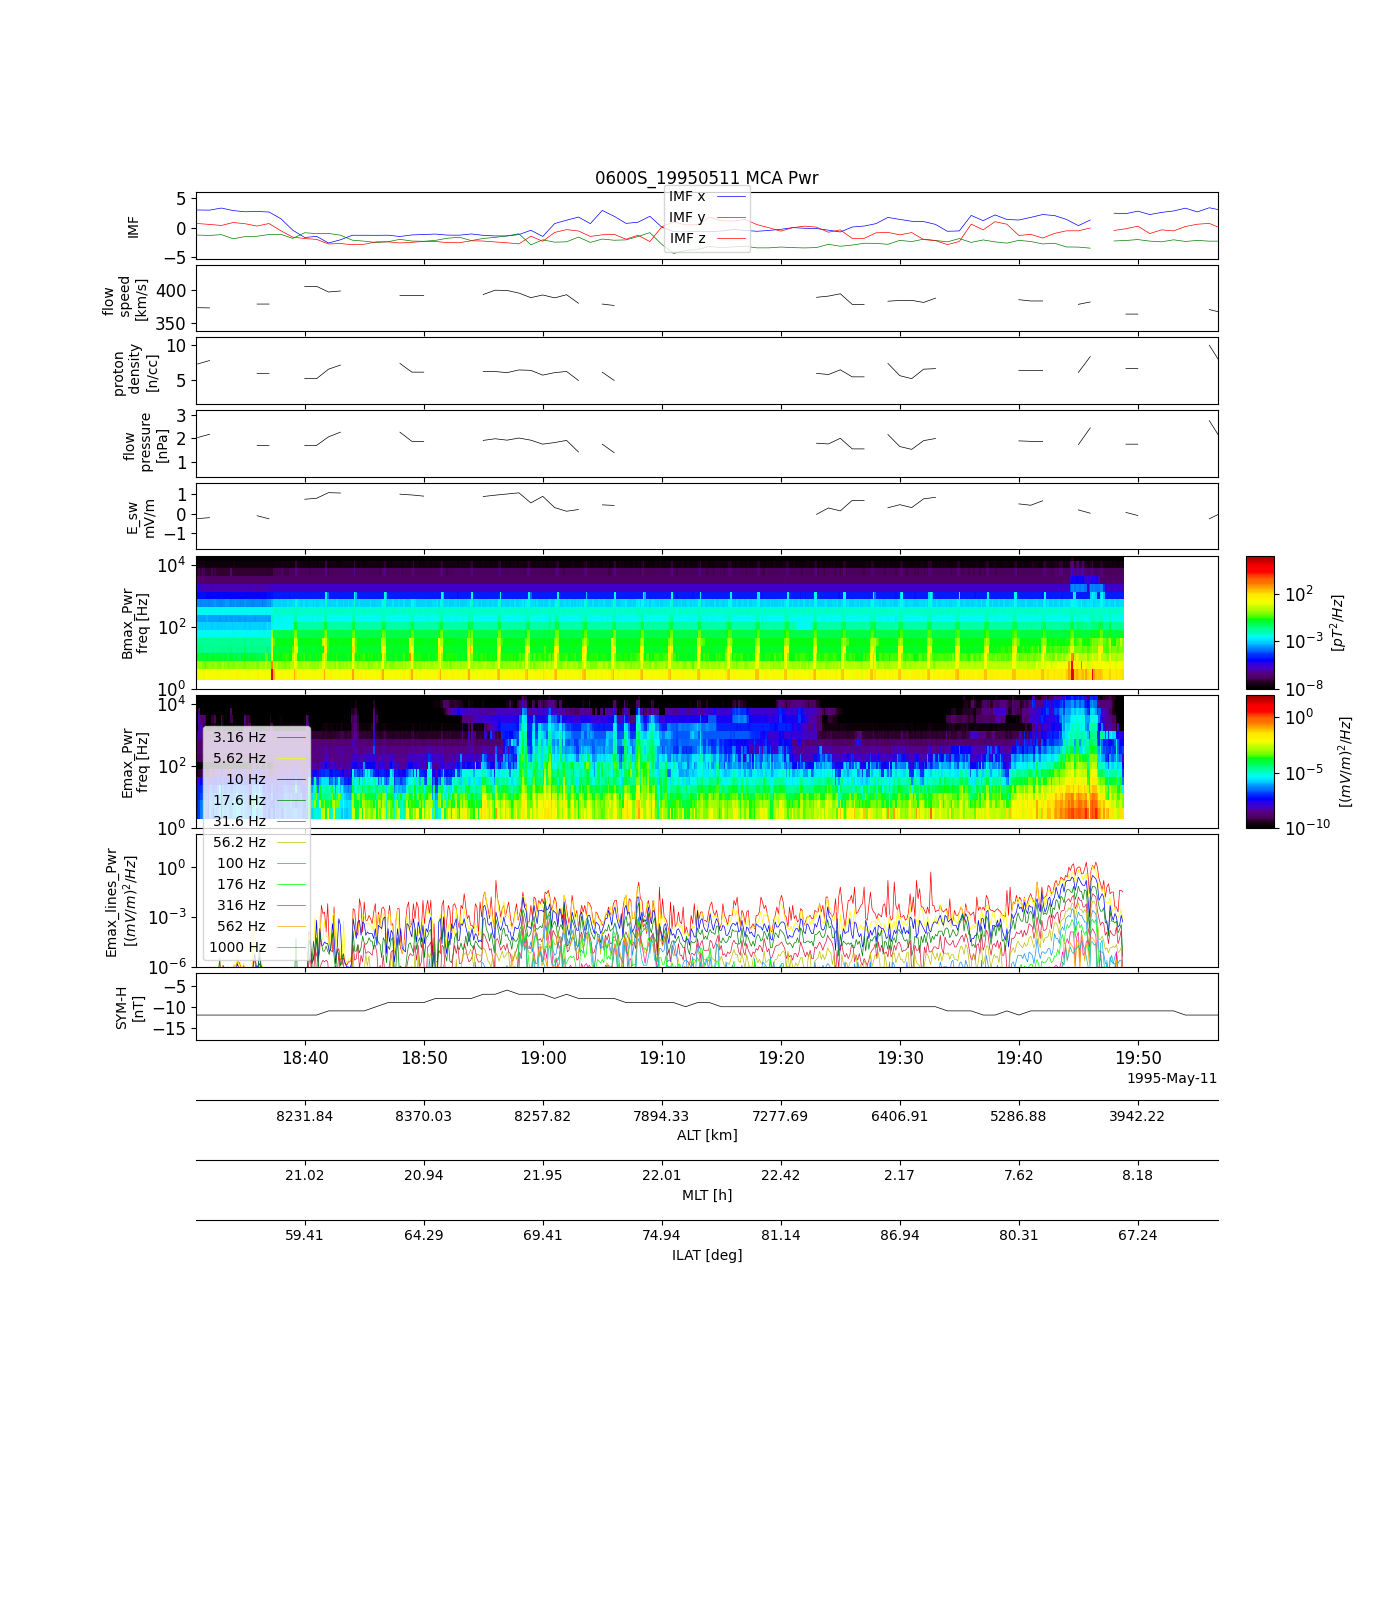 0600S_19950511 MCA Pwr
IMF
5
0
−5
IMF x
IMF y
IMF z
flow
speed
[km/s]
400
350
proton
density
[n/cc]
10
5
flow
pressure
[nPa]
3
2
1
E_sw
mV/m
1
0
−1
Bmax_Pwr
freq [Hz]
10^4
10^2
10^0
10^2
10^−3
10^−8
[pT^2/Hz]
Emax_Pwr
freq [Hz]
10^4
10^2
10^0
10^0
10^−5
10^−10
[(mV/m)^2/Hz]
3.16 Hz
5.62 Hz
10 Hz
17.6 Hz
31.6 Hz
56.2 Hz
100 Hz
176 Hz
316 Hz
562 Hz
1000 Hz
Emax_lines_Pwr
[(mV/m)^2/Hz]
10^0
10^−3
10^−6
SYM-H
[nT]
−5
−10
−15
18:40 18:50 19:00 19:10 19:20 19:30 19:40 19:50
1995-May-11
8231.84 8370.03 8257.82 7894.33 7277.69 6406.91 5286.88 3942.22
ALT [km]
21.02 20.94 21.95 22.01 22.42 2.17 7.62 8.18
MLT [h]
59.41 64.29 69.41 74.94 81.14 86.94 80.31 67.24
ILAT [deg]